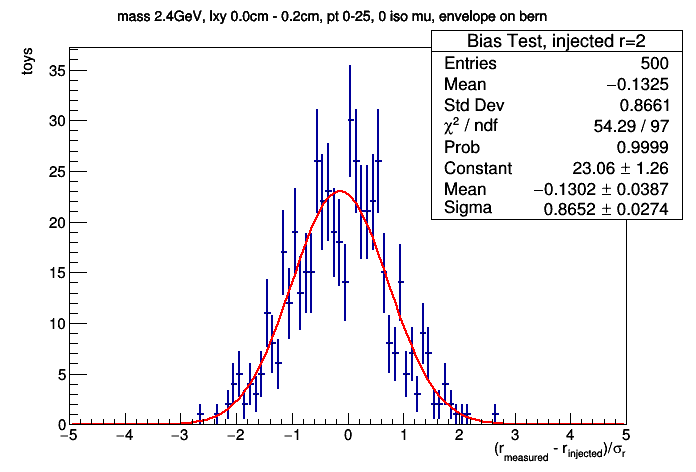 mass 2.4GeV, lxy 0.0cm - 0.2cm, pt 0-25, 0 iso mu, envelope on bern
Bias Test, injected r=2
Entries 500
Mean −0.1325
Std Dev 0.8661
χ² / ndf 54.29 / 97
Prob 0.9999
Constant 23.06 ± 1.26
Mean −0.1302 ± 0.0387
Sigma 0.8652 ± 0.0274
toys
35
30
25
20
15
10
5
0
−5 −4 −3 −2 −1 0 1 2 3 4 5
(r_measured - r_injected)/σ_r